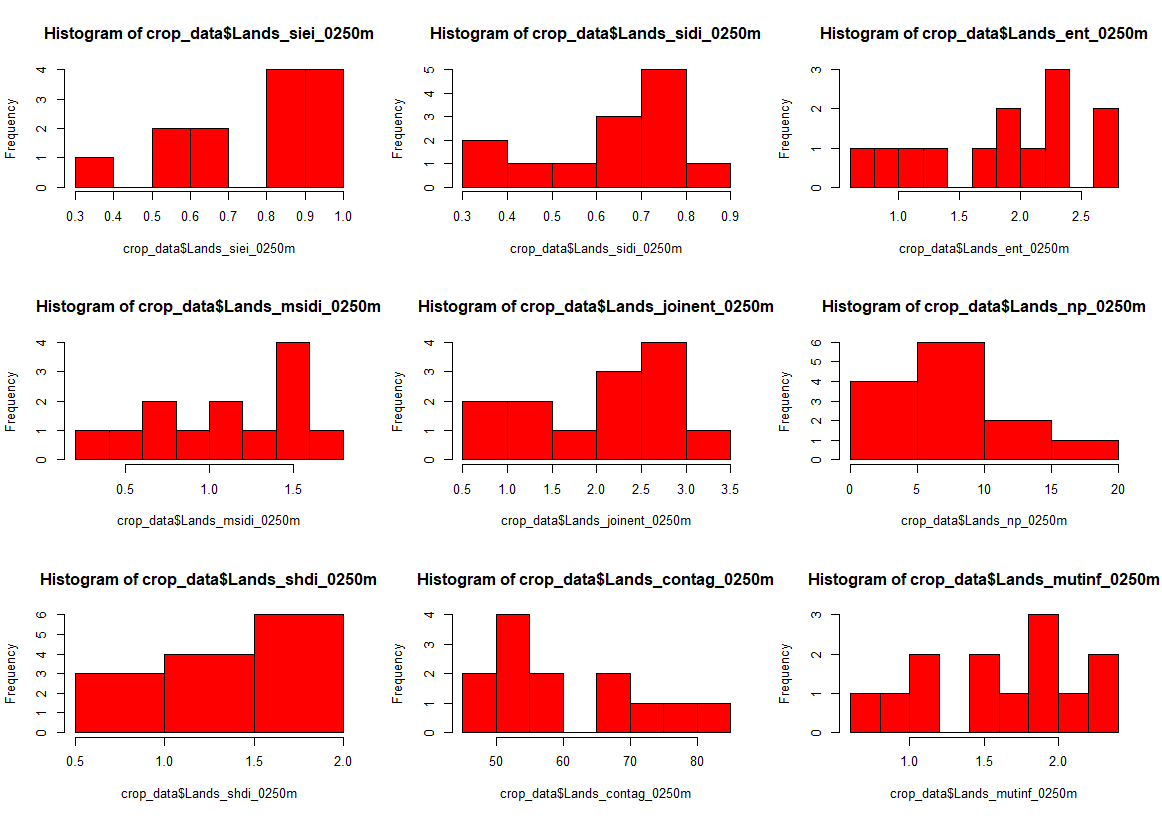 Histogram of crop_data$Lands_siei_0250m
Frequency
0 1 2 3 4
0.3 0.4 0.5 0.6 0.7 0.8 0.9 1.0
crop_data$Lands_siei_0250m
Histogram of crop_data$Lands_sidi_0250m
Frequency
0 1 2 3 4 5
0.3 0.4 0.5 0.6 0.7 0.8 0.9
crop_data$Lands_sidi_0250m
Histogram of crop_data$Lands_ent_0250m
Frequency
0 1 2 3
1.0 1.5 2.0 2.5
crop_data$Lands_ent_0250m
Histogram of crop_data$Lands_msidi_0250m
Frequency
0 1 2 3 4
0.5 1.0 1.5
crop_data$Lands_msidi_0250m
Histogram of crop_data$Lands_joinent_0250m
Frequency
0 1 2 3 4
0.5 1.0 1.5 2.0 2.5 3.0 3.5
crop_data$Lands_joinent_0250m
Histogram of crop_data$Lands_np_0250m
Frequency
0 1 2 3 4 5 6
0 5 10 15 20
crop_data$Lands_np_0250m
Histogram of crop_data$Lands_shdi_0250m
Frequency
0 1 2 3 4 5 6
0.5 1.0 1.5 2.0
crop_data$Lands_shdi_0250m
Histogram of crop_data$Lands_contag_0250m
Frequency
0 1 2 3 4
50 60 70 80
crop_data$Lands_contag_0250m
Histogram of crop_data$Lands_mutinf_0250m
Frequency
0 1 2 3
1.0 1.5 2.0
crop_data$Lands_mutinf_0250m